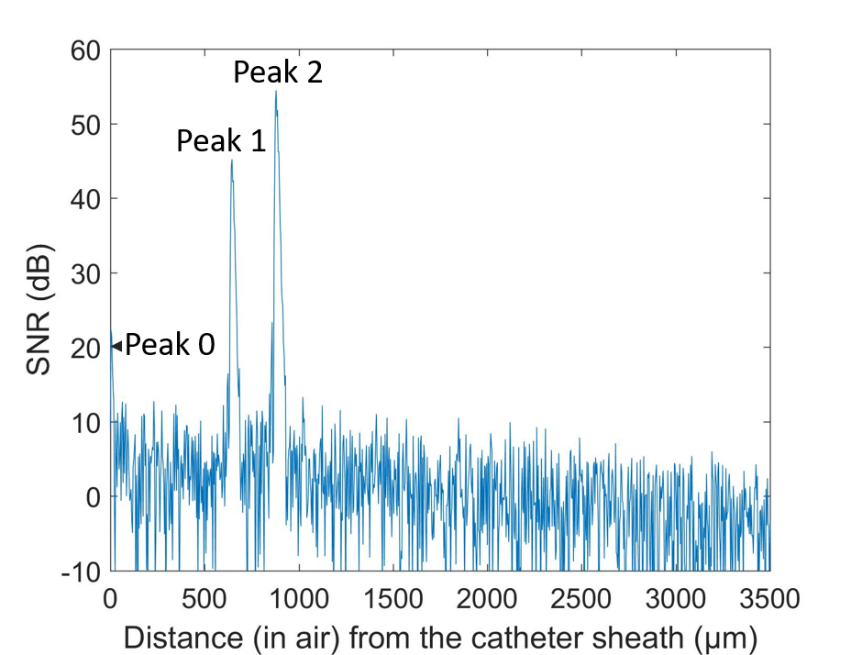 60
Peak 2
50
Peak 1
40
30
20
Peak 0
10
0
-10
SNR (dB)
0 500 1000 1500 2000 2500 3000 3500
Distance (in air) from the catheter sheath (μm)